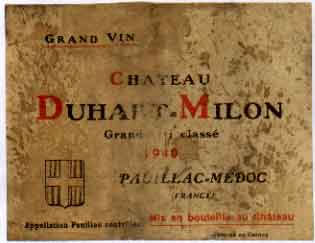 GRAND VIN
CHATEAU
DUHART-MILON
Grand classé
PAUILLAC-MÉDOC
(FRANCE)
Appellation Pauillac contrôlée
Mis en bouteille au château